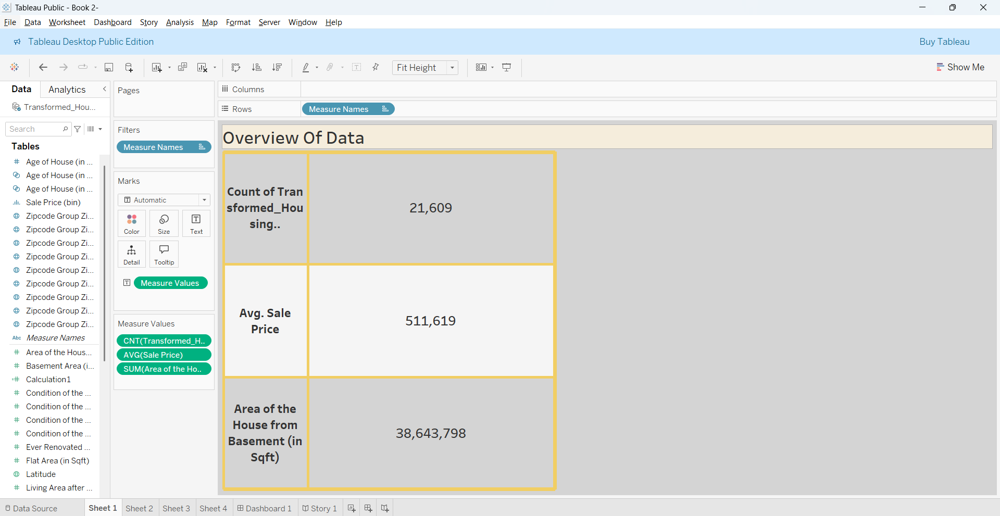 Tableau Public - Book 2-
File Data Worksheet Dashboard Story Analysis Map Format Server Window Help
Tableau Desktop Public Edition
Buy Tableau
Fit Height
Show Me
Data
Analytics
Transformed_Hou...
Search
Tables
Age of House (in ...
Age of House (in ...
Age of House (in ...
Sale Price (bin)
Zipcode Group Zi...
Zipcode Group Zi...
Zipcode Group Zi...
Zipcode Group Zi...
Zipcode Group Zi...
Zipcode Group Zi...
Zipcode Group Zi...
Zipcode Group Zi...
Zipcode Group Zi...
Abc Measure Names
Area of the Hous...
Basement Area (i...
Calculation1
Condition of the ...
Condition of the ...
Condition of the ...
Condition of the ...
Ever Renovated ...
Flat Area (in Sqft)
Latitude
Living Area after ...
Pages
Filters
Measure Names
Marks
Automatic
Color
Size
Text
Detail
Tooltip
Measure Values
Measure Values
CNT(Transformed_H..
AVG(Sale Price)
SUM(Area of the Ho..
Columns
Rows
Measure Names
Overview Of Data
Count of Tran
sformed_Hou
sing..
21,609
Avg. Sale
Price
511,619
Area of the
House from
Basement (in
Sqft)
38,643,798
Data Source
Sheet 1
Sheet 2
Sheet 3
Sheet 4
Dashboard 1
Story 1